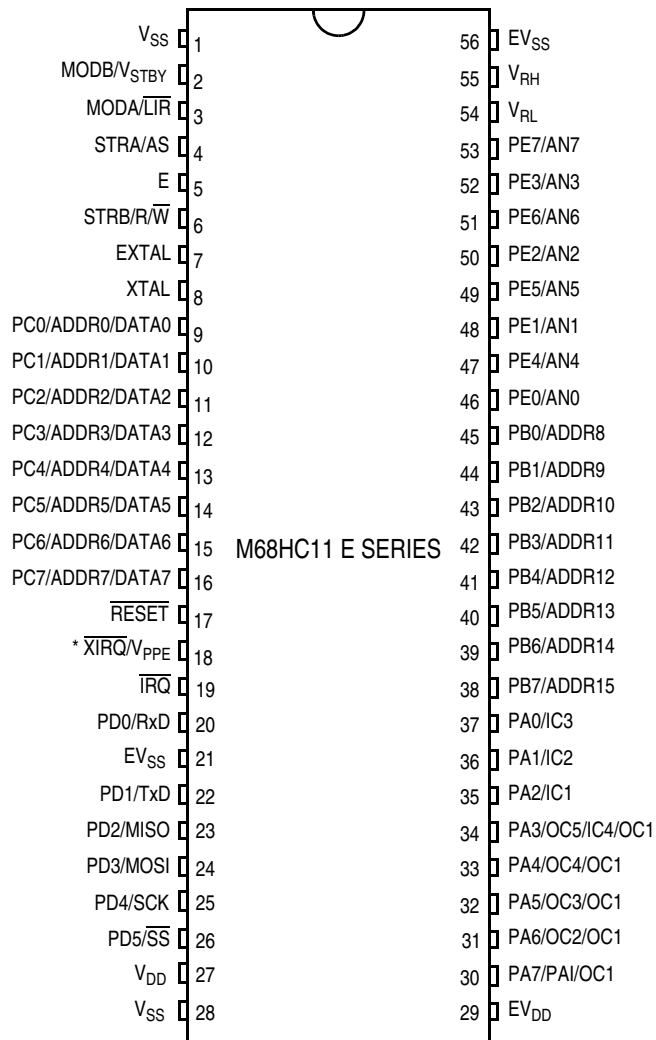 VSS 1
MODB/VSTBY 2
MODA/LIR 3
STRA/AS 4
E 5
STRB/R/W 6
EXTAL 7
XTAL 8
PC0/ADDR0/DATA0 9
PC1/ADDR1/DATA1 10
PC2/ADDR2/DATA2 11
PC3/ADDR3/DATA3 12
PC4/ADDR4/DATA4 13
PC5/ADDR5/DATA5 14
PC6/ADDR6/DATA6 15
PC7/ADDR7/DATA7 16
RESET 17
* XIRQ/VPPE 18
IRQ 19
PD0/RxD 20
EVSS 21
PD1/TxD 22
PD2/MISO 23
PD3/MOSI 24
PD4/SCK 25
PD5/SS 26
VDD 27
VSS 28
M68HC11 E SERIES
56 EVSS
55 VRH
54 VRL
53 PE7/AN7
52 PE3/AN3
51 PE6/AN6
50 PE2/AN2
49 PE5/AN5
48 PE1/AN1
47 PE4/AN4
46 PE0/AN0
45 PB0/ADDR8
44 PB1/ADDR9
43 PB2/ADDR10
42 PB3/ADDR11
41 PB4/ADDR12
40 PB5/ADDR13
39 PB6/ADDR14
38 PB7/ADDR15
37 PA0/IC3
36 PA1/IC2
35 PA2/IC1
34 PA3/OC5/IC4/OC1
33 PA4/OC4/OC1
32 PA5/OC3/OC1
31 PA6/OC2/OC1
30 PA7/PAI/OC1
29 EVDD